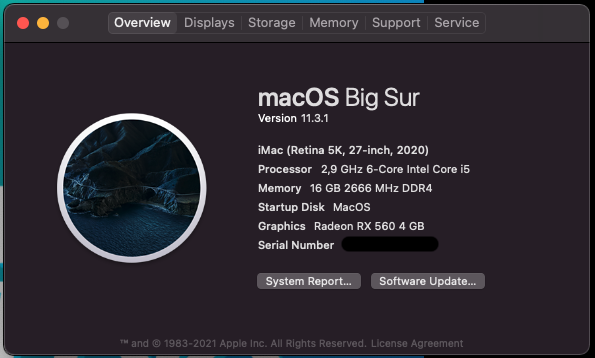 Overview Displays Storage Memory Support Service
macOS Big Sur
Version 11.3.1
iMac (Retina 5K, 27-inch, 2020)
Processor 2,9 GHz 6-Core Intel Core i5
Memory 16 GB 2666 MHz DDR4
Startup Disk MacOS
Graphics Radeon RX 560 4 GB
Serial Number
System Report... Software Update...
™ and © 1983-2021 Apple Inc. All Rights Reserved. License Agreement